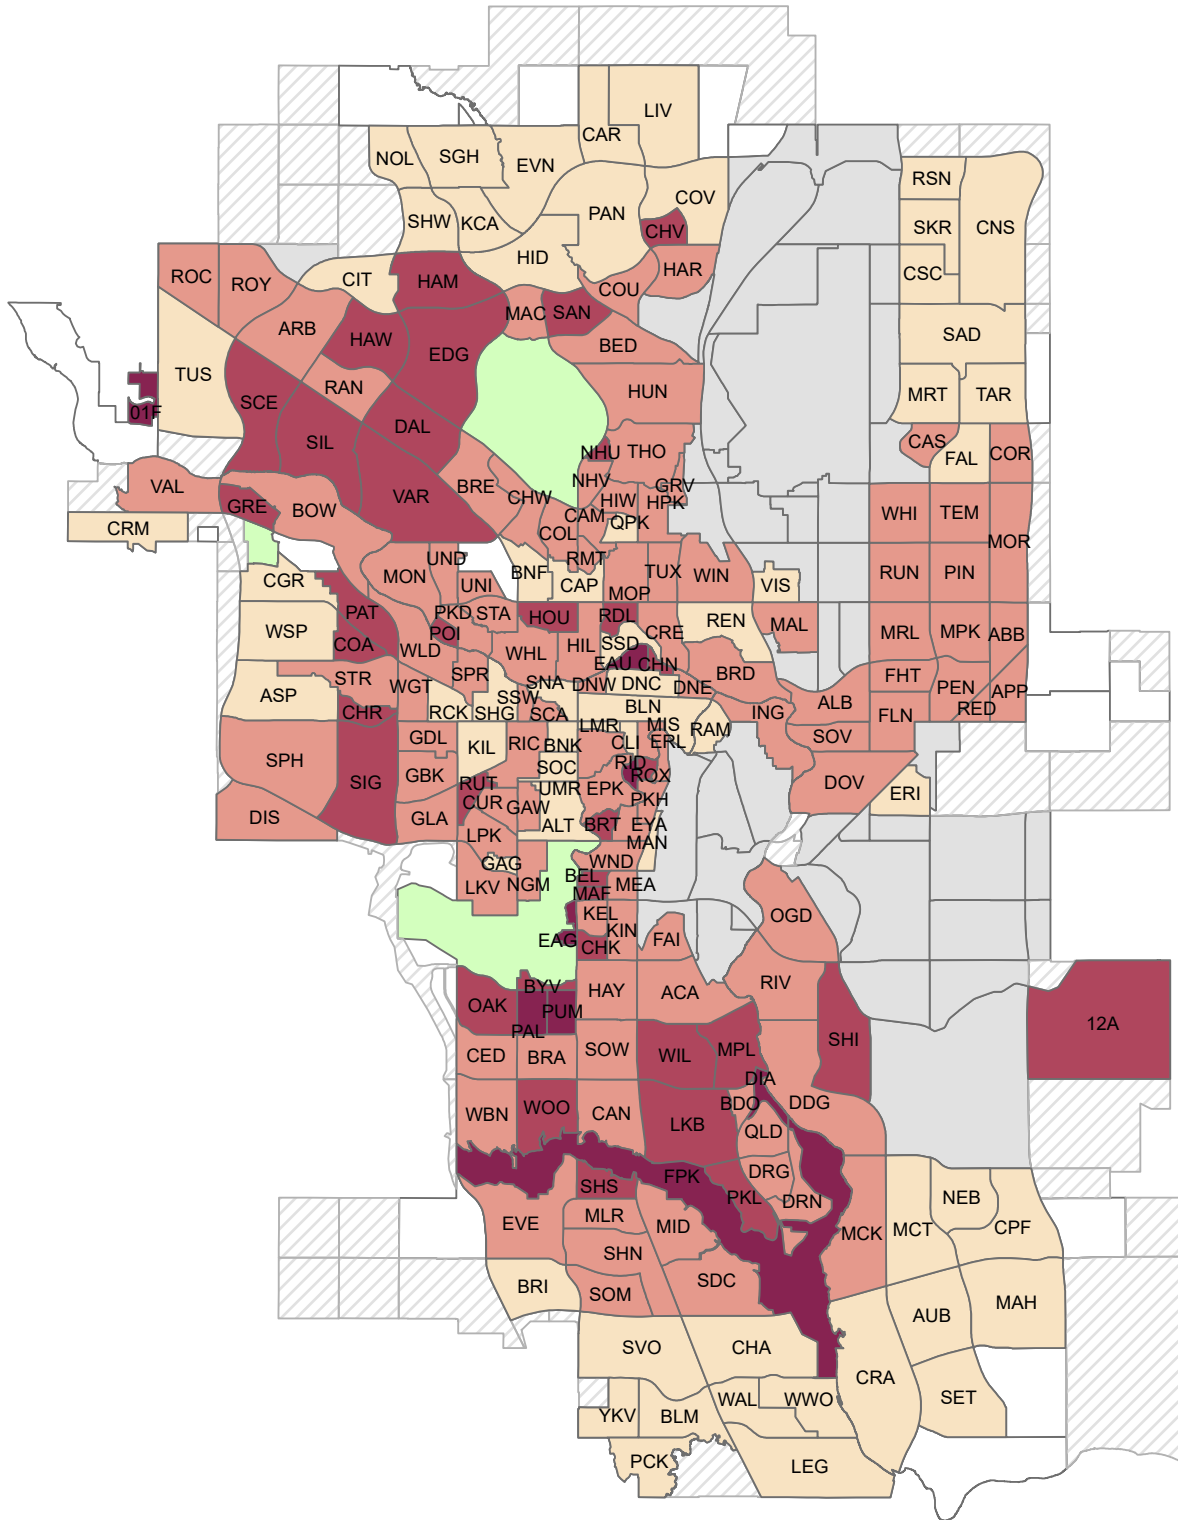 LIV
CAR
NOL
SGH
EVN
RSN
COV
PAN
SHW
KCA
CHV
SKR
CNS
HID
HAR
CSC
ROC
ROY
CIT
HAM
COU
MAC
SAN
ARB
HAW
SAD
EDG
BED
TUS
RAN
HUN
MRT
TAR
SCE
01F
DAL
SIL
CAS
NHU
THO
COR
FAL
VAL
BRE
NHV
GRV
VAR
CHW
HIW
HPK
GRE
BOW
WHI
TEM
CAM
QPK
CRM
COL
MOR
UND
RMT
BNF
TUX
RUN
PIN
MON
WIN
CGR
UNI
CAP
VIS
MOP
PAT
PKD
STA
HOU
RDL
REN
MAL
WSP
POI
CRE
MRL
MPK
ABB
COA
HIL
SSD
WLD
WHL
EAU
CHN
STR
SPR
BRD
FHT
WGT
SNA
DNW
DNC
DNE
PEN
APP
ASP
SSW
ALB
CHR
RCK
SHG
SCA
BLN
ING
FLN
RED
LMR
MIS
RAM
GDL
KIL
RIC
BNK
CLI
ERL
SOV
SPH
RID
SIG
GBK
SOC
ROX
RUT
UMR
EPK
DOV
ERI
CUR
GAW
PKH
DIS
GLA
ALT
BRT
EYA
LPK
MAN
GAG
WND
LKV
NGM
BEL
MEA
MAF
KEL
OGD
KIN
EAG
CHK
FAI
BYV
HAY
ACA
RIV
OAK
PUM
12A
PAL
SHI
CED
BRA
SOW
WIL
MPL
DIA
BDO
DDG
WBN
WOO
CAN
LKB
QLD
FPK
DRG
SHS
PKL
DRN
NEB
EVE
MLR
MID
MCK
MCT
CPF
SHN
SDC
BRI
SOM
MAH
AUB
SVO
CHA
CRA
WAL
WWO
SET
YKV
BLM
PCK
LEG